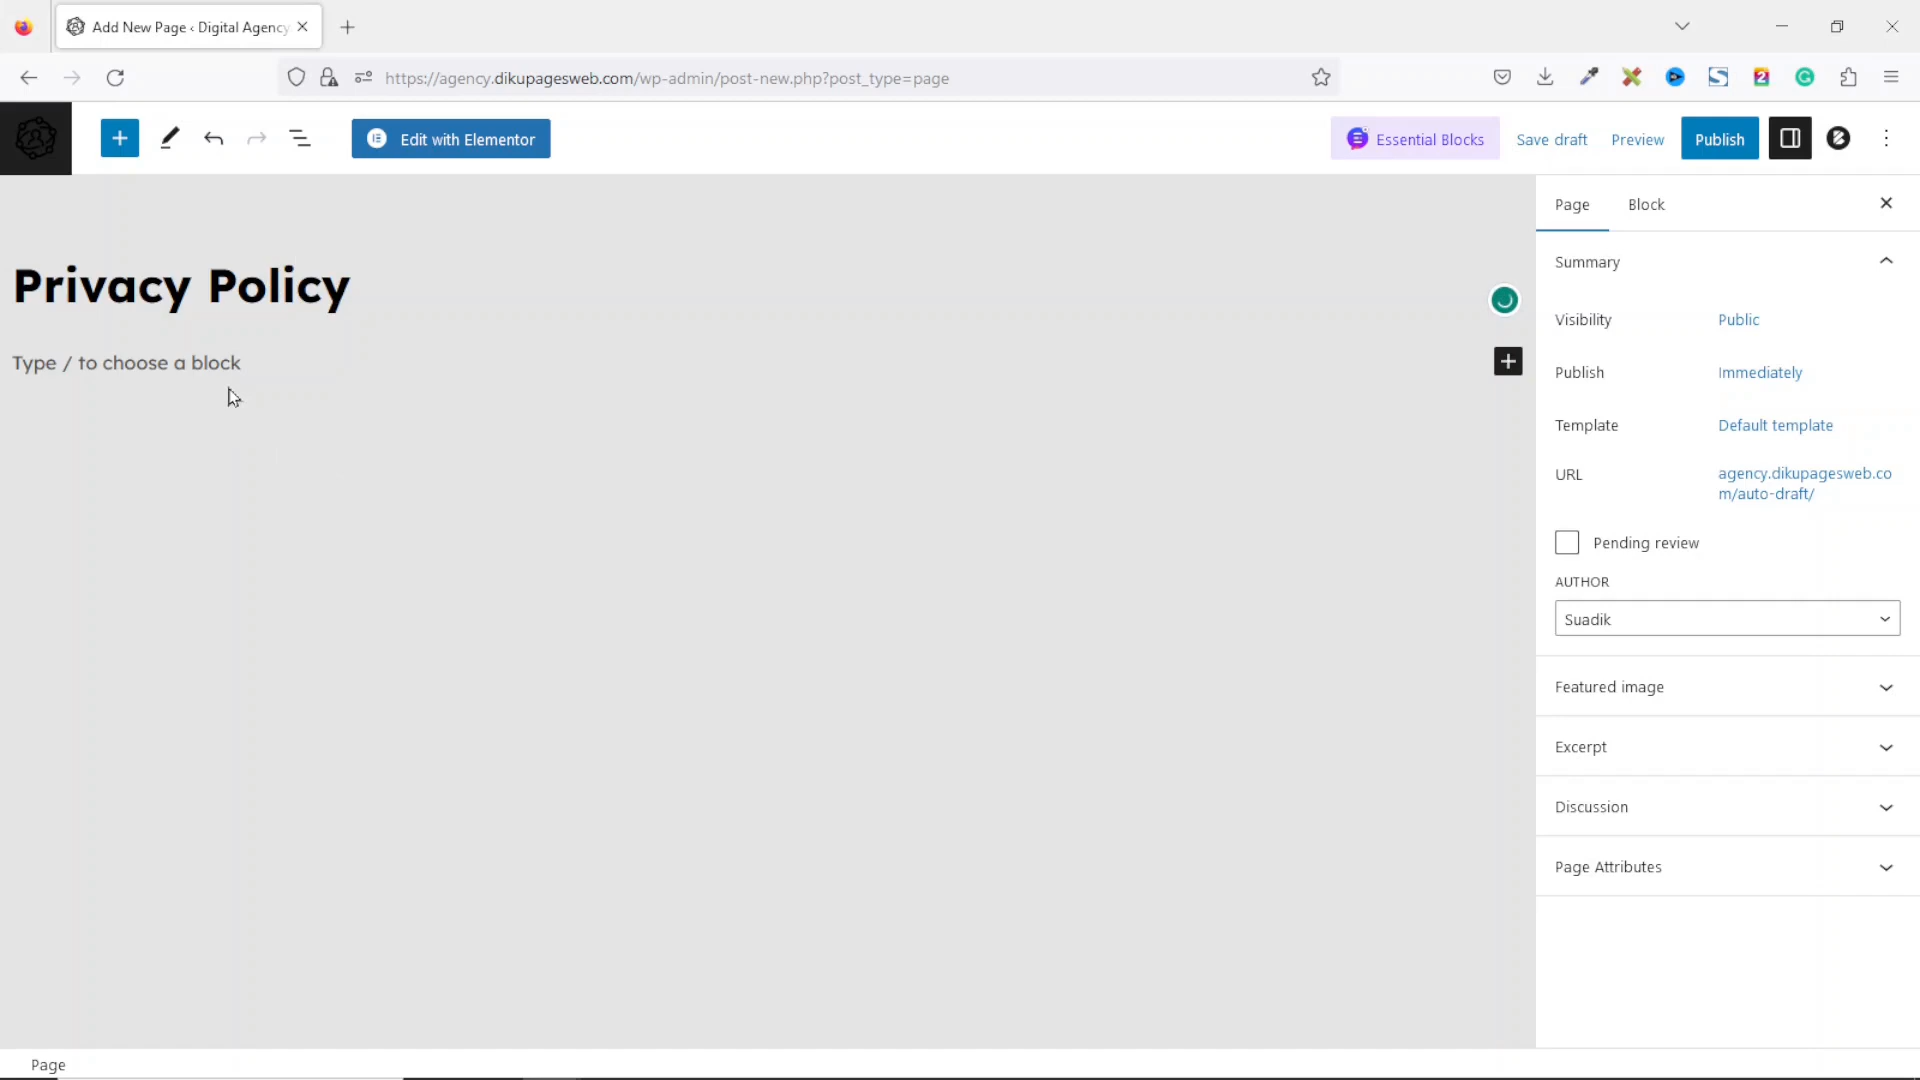 Add New Page ‹ Digital Agency
https://agency.dikupagesweb.com/wp-admin/post-new.php?post_type=page
Edit with Elementor
Essential Blocks
Save draft
Preview
Publish
Page
Block
Privacy Policy
Type / to choose a block
Summary
Visibility
Public
Publish
Immediately
Template
Default template
URL
agency.dikupagesweb.co
m/auto-draft/
Pending review
AUTHOR
Suadik
Featured image
Excerpt
Discussion
Page Attributes
Page